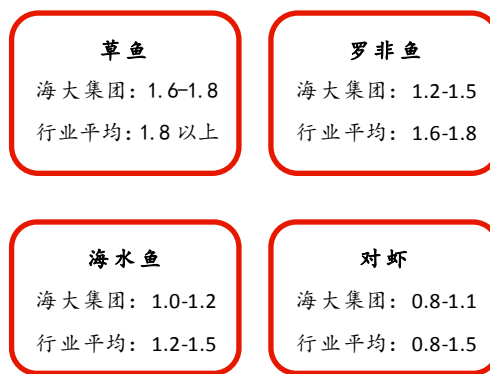 草鱼
海大集团：1.6-1.8
行业平均：1.8 以上
罗非鱼
海大集团：1.2-1.5
行业平均：1.6-1.8
海水鱼
海大集团：1.0-1.2
行业平均：1.2-1.5
对虾
海大集团：0.8-1.1
行业平均：0.8-1.5